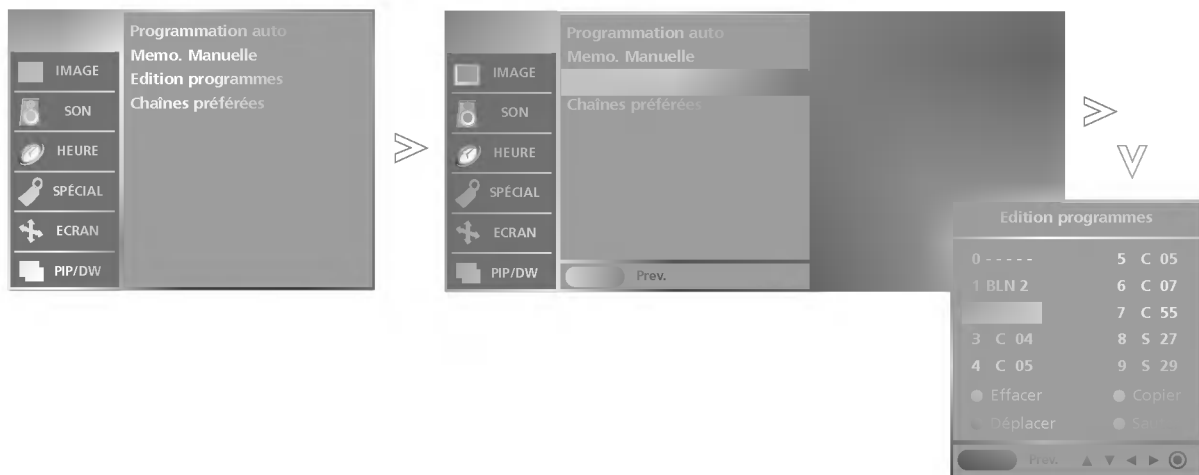 Programmation auto
Memo. Manuelle
Edition programmes
Chaînes préférées
IMAGE
SON
HEURE
SPÉCIAL
ECRAN
PIP/DW
Programmation auto
Memo. Manuelle
Chaînes préférées
IMAGE
SON
HEURE
SPÉCIAL
ECRAN
PIP/DW
Prev.
Edition programmes
0 - - - - -
1 BLN 2
3 C 04
4 C 05
5 C 05
6 C 07
7 C 55
8 S 27
9 S 29
Effacer
Copier
Déplacer
Prev.